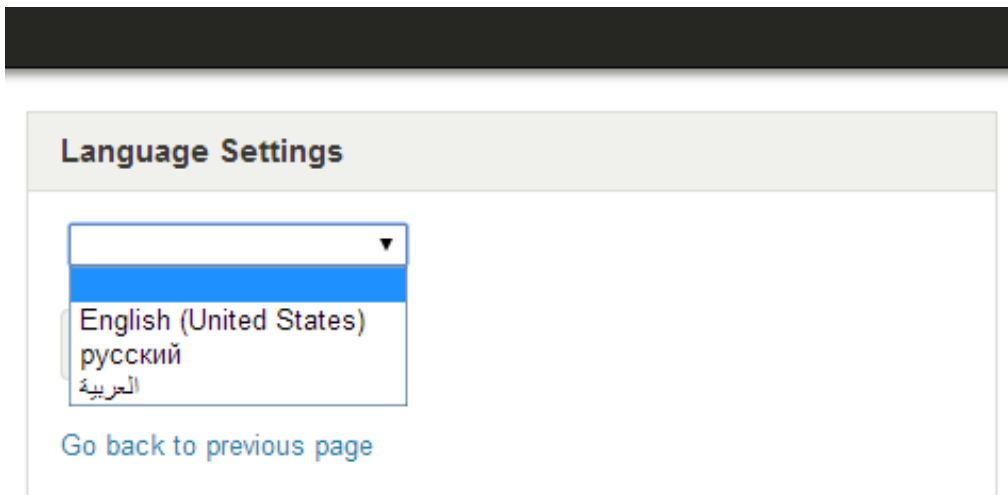 Language Settings
English (United States)
русский
العربية
Go back to previous page